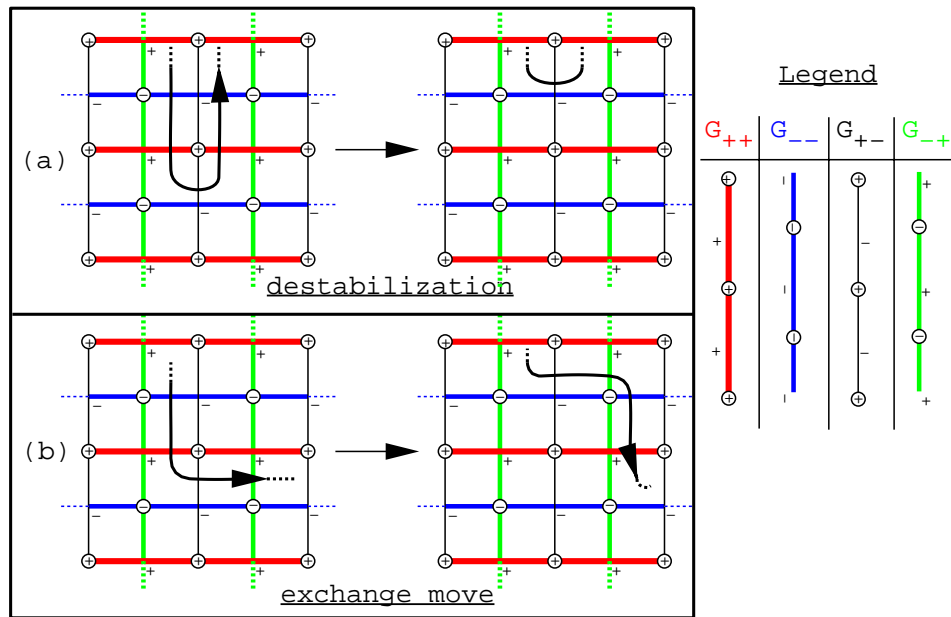 Legend
G++ G-- G+- G-+
(a)
destabilization
(b)
exchange move